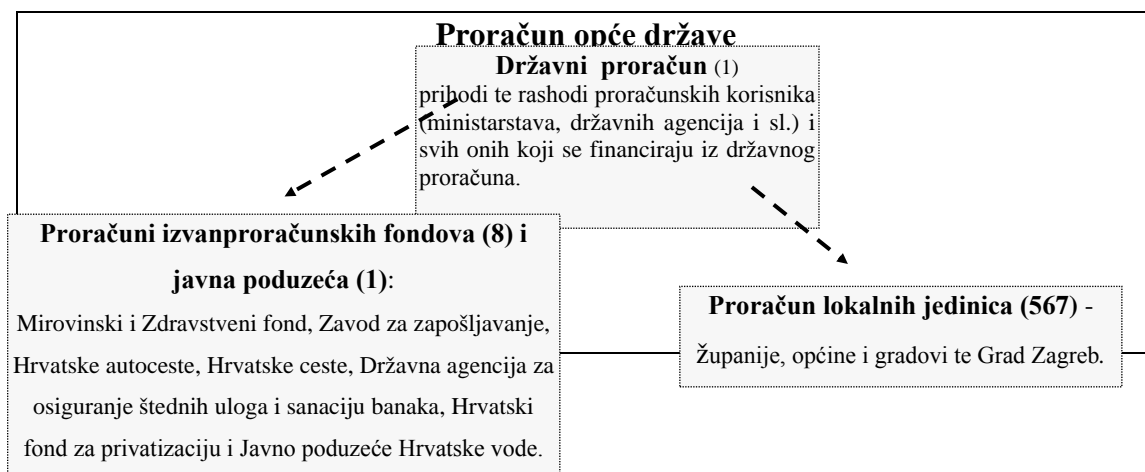 Proračun opće države
Državni proračun (1)
prihodi te rashodi proračunskih korisnika
(ministarstava, državnih agencija i sl.) i
svih onih koji se financiraju iz državnog
proračuna.
Proračuni izvanproračunskih fondova (8) i
javna poduzeća (1):
Mirovinski i Zdravstveni fond, Zavod za zapošljavanje,
Hrvatske autoceste, Hrvatske ceste, Državna agencija za
osiguranje štednih uloga i sanaciju banaka, Hrvatski
fond za privatizaciju i Javno poduzeće Hrvatske vode.
Proračun lokalnih jedinica (567) -
županije, općine i gradovi te Grad Zagreb.